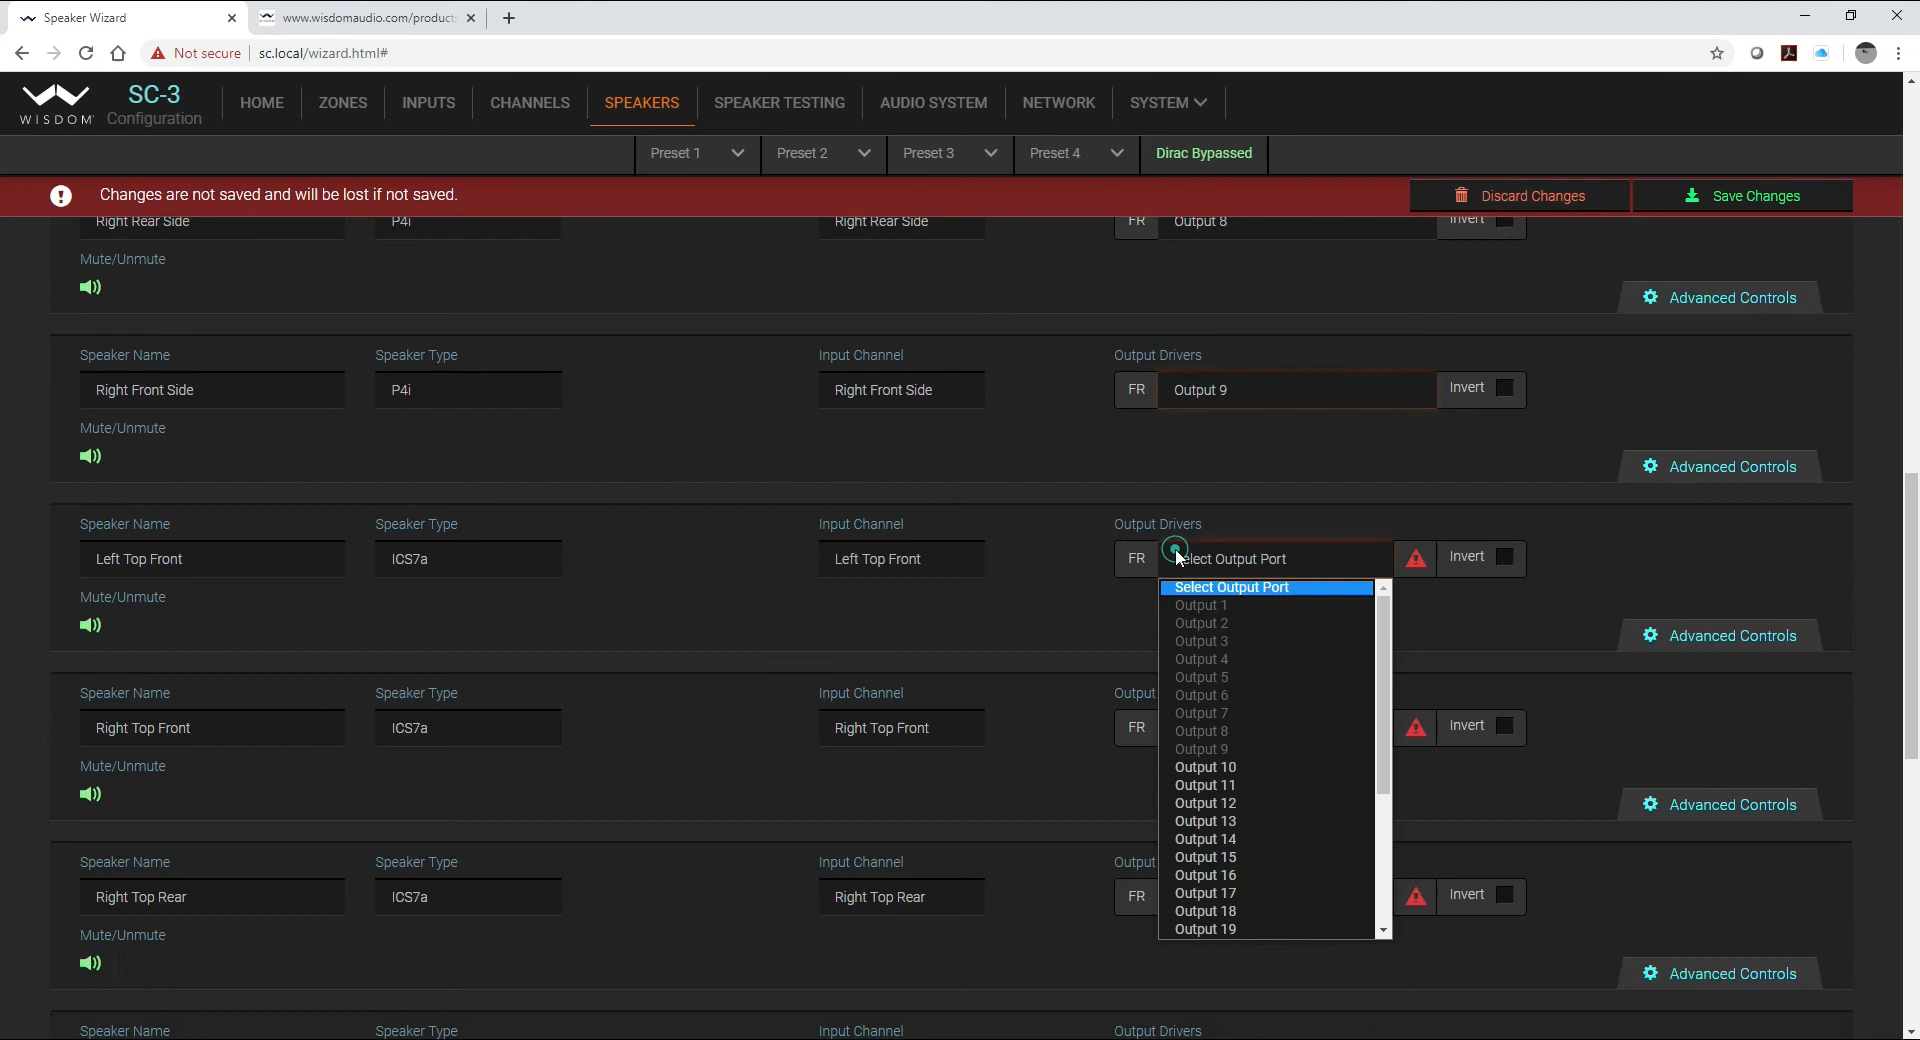 Speaker Wizard
www.wisdomaudio.com/product
Not secure
sc.local/wizard.html#
WISDOM
SC-3
Configuration
HOME
ZONES
INPUTS
CHANNELS
SPEAKERS
SPEAKER TESTING
AUDIO SYSTEM
NETWORK
SYSTEM
Preset 1
Preset 2
Preset 3
Preset 4
Dirac Bypassed
Changes are not saved and will be lost if not saved.
Discard Changes
Save Changes
Right Rear Side
P4i
Right Rear Side
FR
Output 8
Invert
Mute/Unmute
Advanced Controls
Speaker Name
Speaker Type
Input Channel
Output Drivers
Right Front Side
P4i
Right Front Side
FR
Output 9
Invert
Mute/Unmute
Advanced Controls
Speaker Name
Speaker Type
Input Channel
Output Drivers
Left Top Front
ICS7a
Left Top Front
FR
Select Output Port
Invert
Select Output Port
Output 1
Output 2
Output 3
Output 4
Output 5
Output 6
Output 7
Output 8
Output 9
Output 10
Output 11
Output 12
Output 13
Output 14
Output 15
Output 16
Output 17
Output 18
Output 19
Mute/Unmute
Advanced Controls
Speaker Name
Speaker Type
Input Channel
Output
Right Top Front
ICS7a
Right Top Front
FR
Invert
Mute/Unmute
Advanced Controls
Speaker Name
Speaker Type
Input Channel
Output
Right Top Rear
ICS7a
Right Top Rear
FR
Invert
Mute/Unmute
Advanced Controls
Speaker Name
Speaker Type
Input Channel
Output Drivers